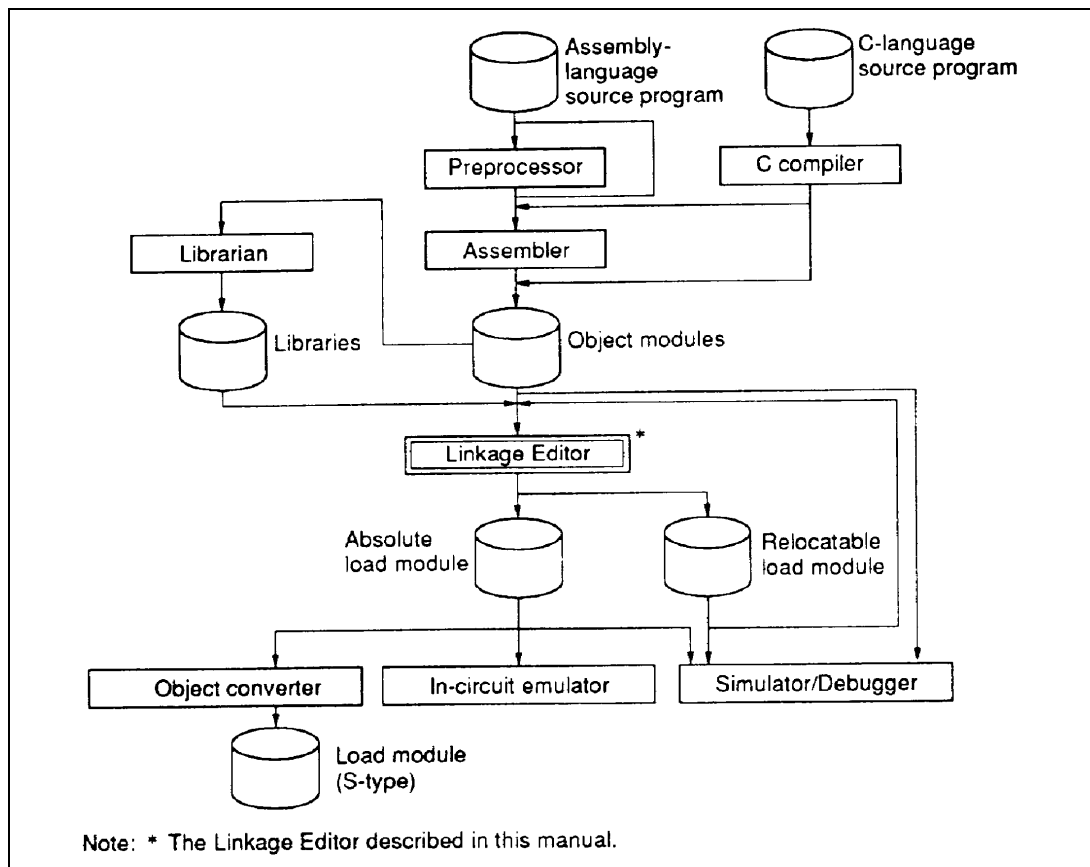 Assembly-
language
source program
C-language
source program
Preprocessor
C compiler
Librarian
Assembler
Libraries
Object modules
Linkage Editor
*
Absolute
load module
Relocatable
load module
Object converter
In-circuit emulator
Simulator/Debugger
Load module
(S-type)
Note: * The Linkage Editor described in this manual.